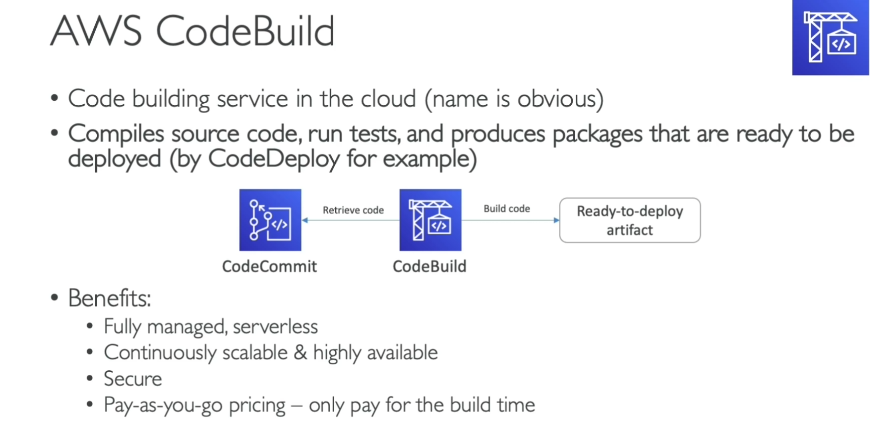 AWS CodeBuild
</>
• Code building service in the cloud (name is obvious)
• Compiles source code, run tests, and produces packages that are ready to be
deployed (by CodeDeploy for example)
</>
Retrieve code
</>
Build code
Ready-to-deploy
artifact
CodeCommit
CodeBuild
• Benefits:
• Fully managed, serverless
• Continuously scalable & highly available
• Secure
• Pay-as-you-go pricing – only pay for the build time